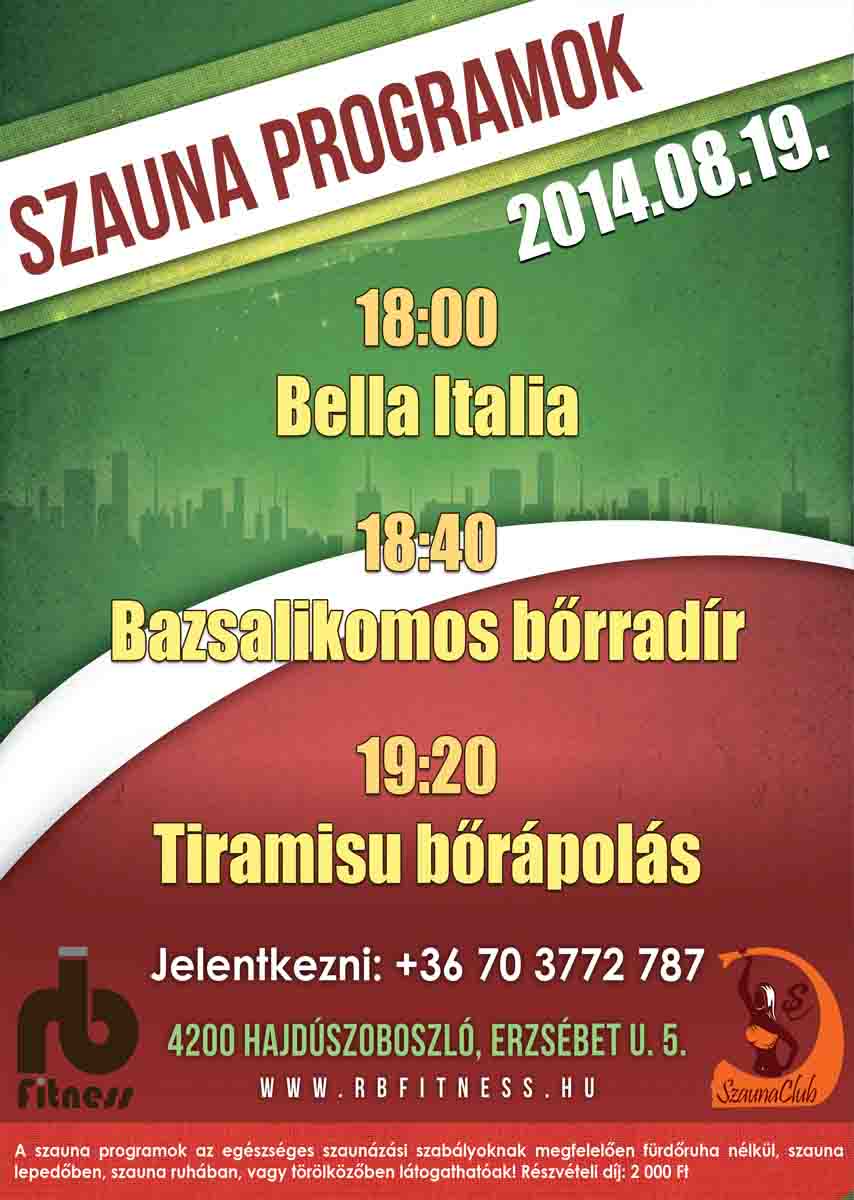 SZAUNA PROGRAMOK
2014.08.19.
18:00
Bella Italia
18:40
Bazsalikomos bőrradír
19:20
Tiramisu bőrápolás
Jelentkezni: +36 70 3772 787
4200 HAJDÚSZOBOSZLÓ, ERZSÉBET U. 5.
WWW.RBFITNESS.HU
rb
Fitness
SC
SzaunaClub
A szauna programok az egészséges szaunázási szabályoknak megfelelően fürdőruha nélkül, szauna
lepedőben, szauna ruhában, vagy törölközőben látogathatóak! Részvételi díj: 2 000 Ft